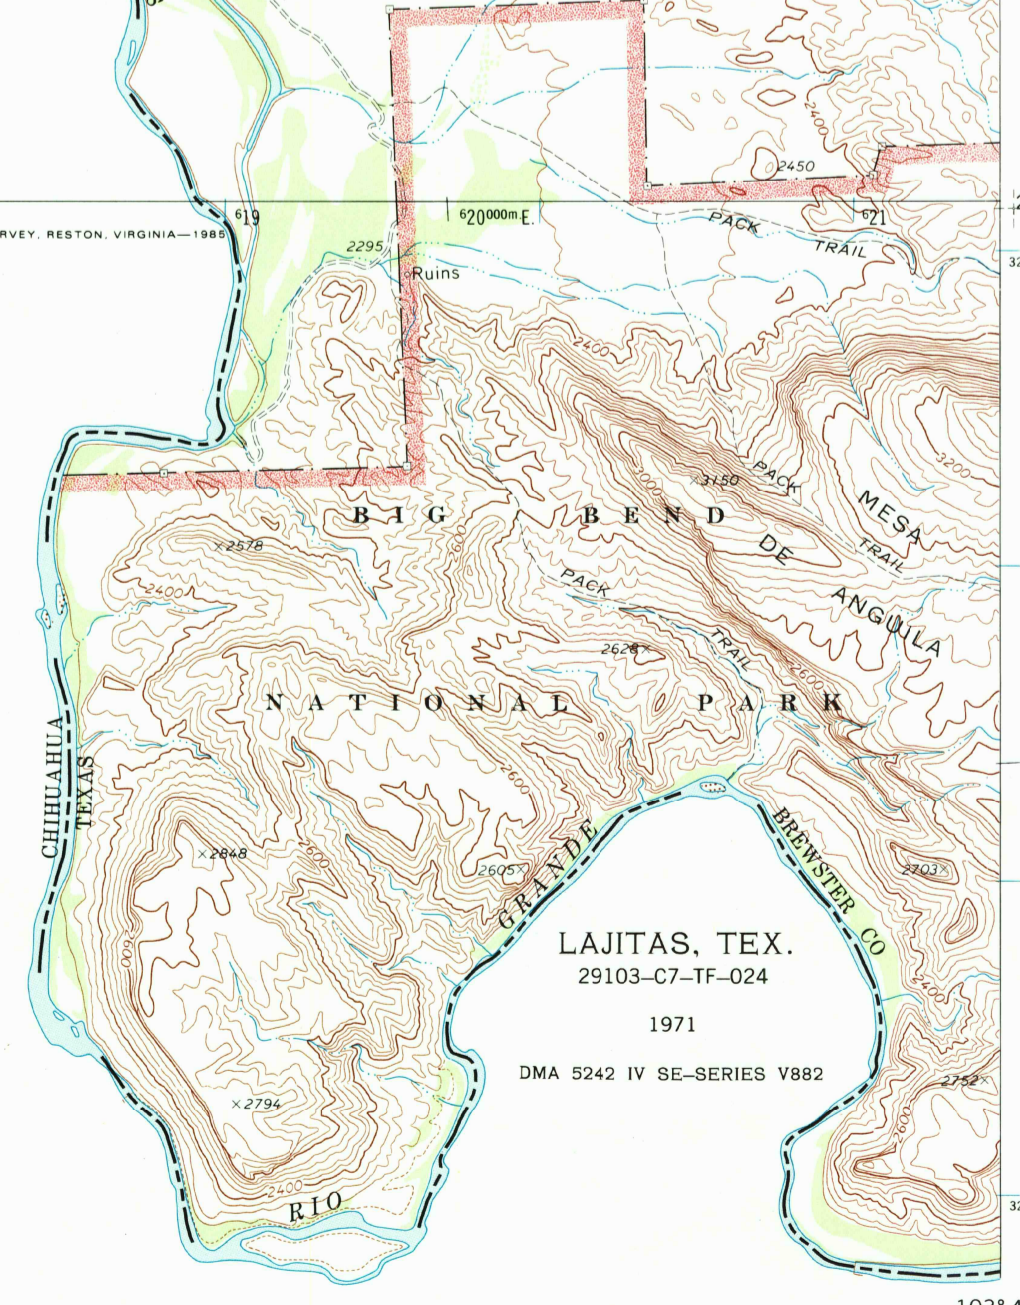 2400
2450
⁶19
⁶20⁰⁰⁰ᵐ·E.
⁶21
PACK TRAIL
RVEY, RESTON, VIRGINIA—1985
2295
Ruins
2400
3200
3000
×3150
PACK TRAIL
MESA DE ANGUILA
BIG BEND
2600
×2578
2400
PACK TRAIL
2628×
2600
NATIONAL PARK
CHIHUAHUA
TEXAS
2600
2600
×2848
2605×
GRANDE
BREWSTER CO
2703×
2600
LAJITAS, TEX.
29103–C7–TF–024
2400
1971
DMA 5242 IV SE–SERIES V882
2752×
×2794
2600
2400
RIO